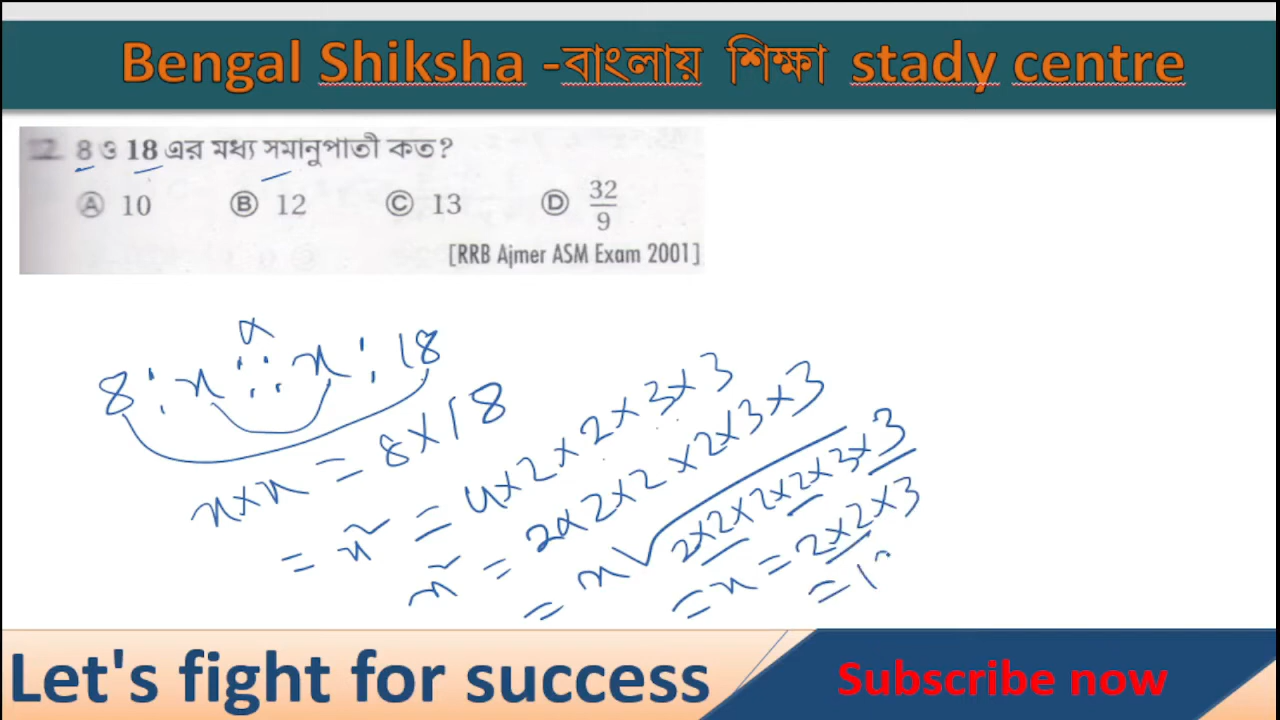 Bengal Shiksha -বাংলায় শিক্ষা stady centre
8 ও 18 এর মধ্য সমানুপাতী কত?
Ⓐ 10 Ⓑ 12 Ⓒ 13 Ⓓ 32/9
[RRB Ajmer ASM Exam 2001]
8 : x :: x : 18
x × x = 8 × 18
= x² = 4 × 2 × 2 × 3 × 3
x² = 2 × 2 × 2 × 2 × 3 × 3
= x √2×2×2×2×3×3
= x = 2×2×3
Let's fight for success
Subscribe now